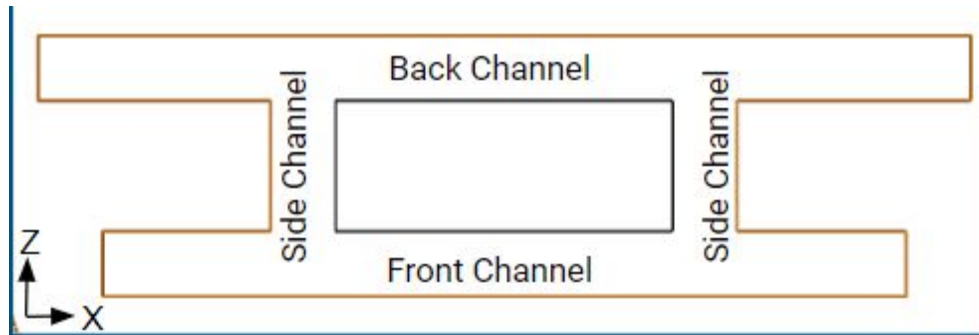 Back Channel
Side Channel
Side Channel
Front Channel
Z
X